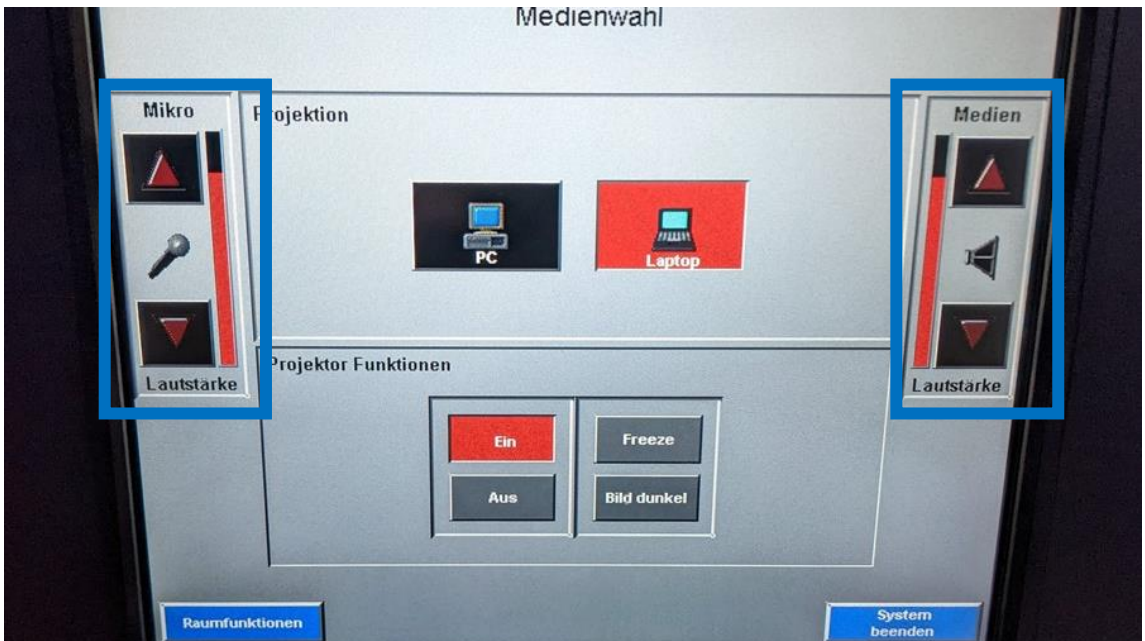 Medienwahl
Mikro
Projektion
Medien
PC
Laptop
Lautstärke
Lautstärke
Projektor Funktionen
Ein
Freeze
Aus
Bild dunkel
Raumfunktionen
System
beenden